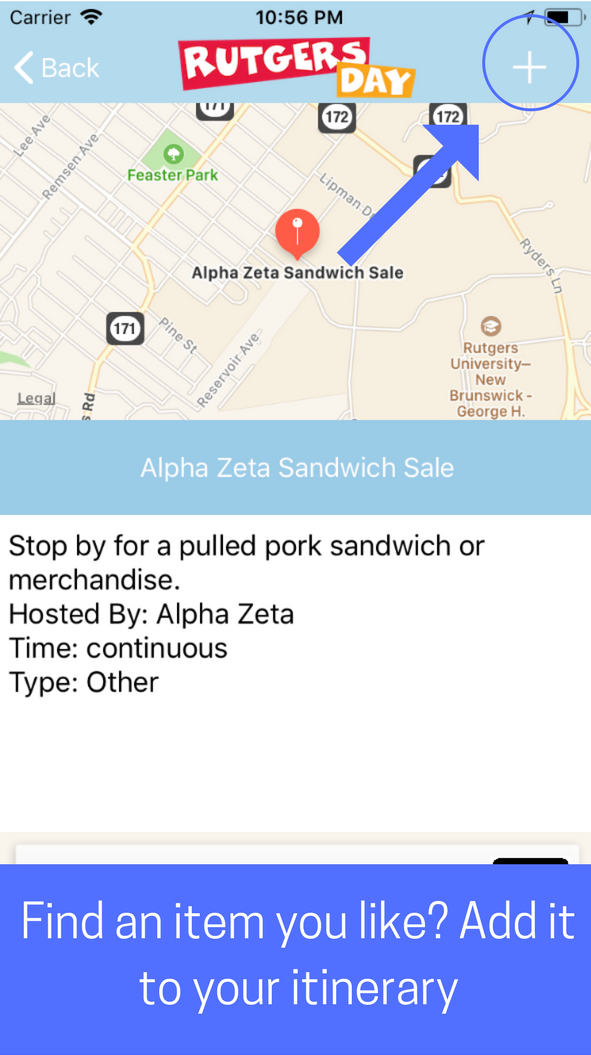 Carrier 10:56 PM
Back
RUTGERS
DAY
171
172
172
Lee Ave
Remsen Ave
Feaster Park
Lipman
Alpha Zeta Sandwich Sale
Ryders Ln
171
Pine St
Reservoir Ave
Rutgers
University–
New
Brunswick -
George H.
Legal
s Rd
Alpha Zeta Sandwich Sale
Stop by for a pulled pork sandwich or
merchandise.
Hosted By: Alpha Zeta
Time: continuous
Type: Other
Find an item you like? Add it
to your itinerary